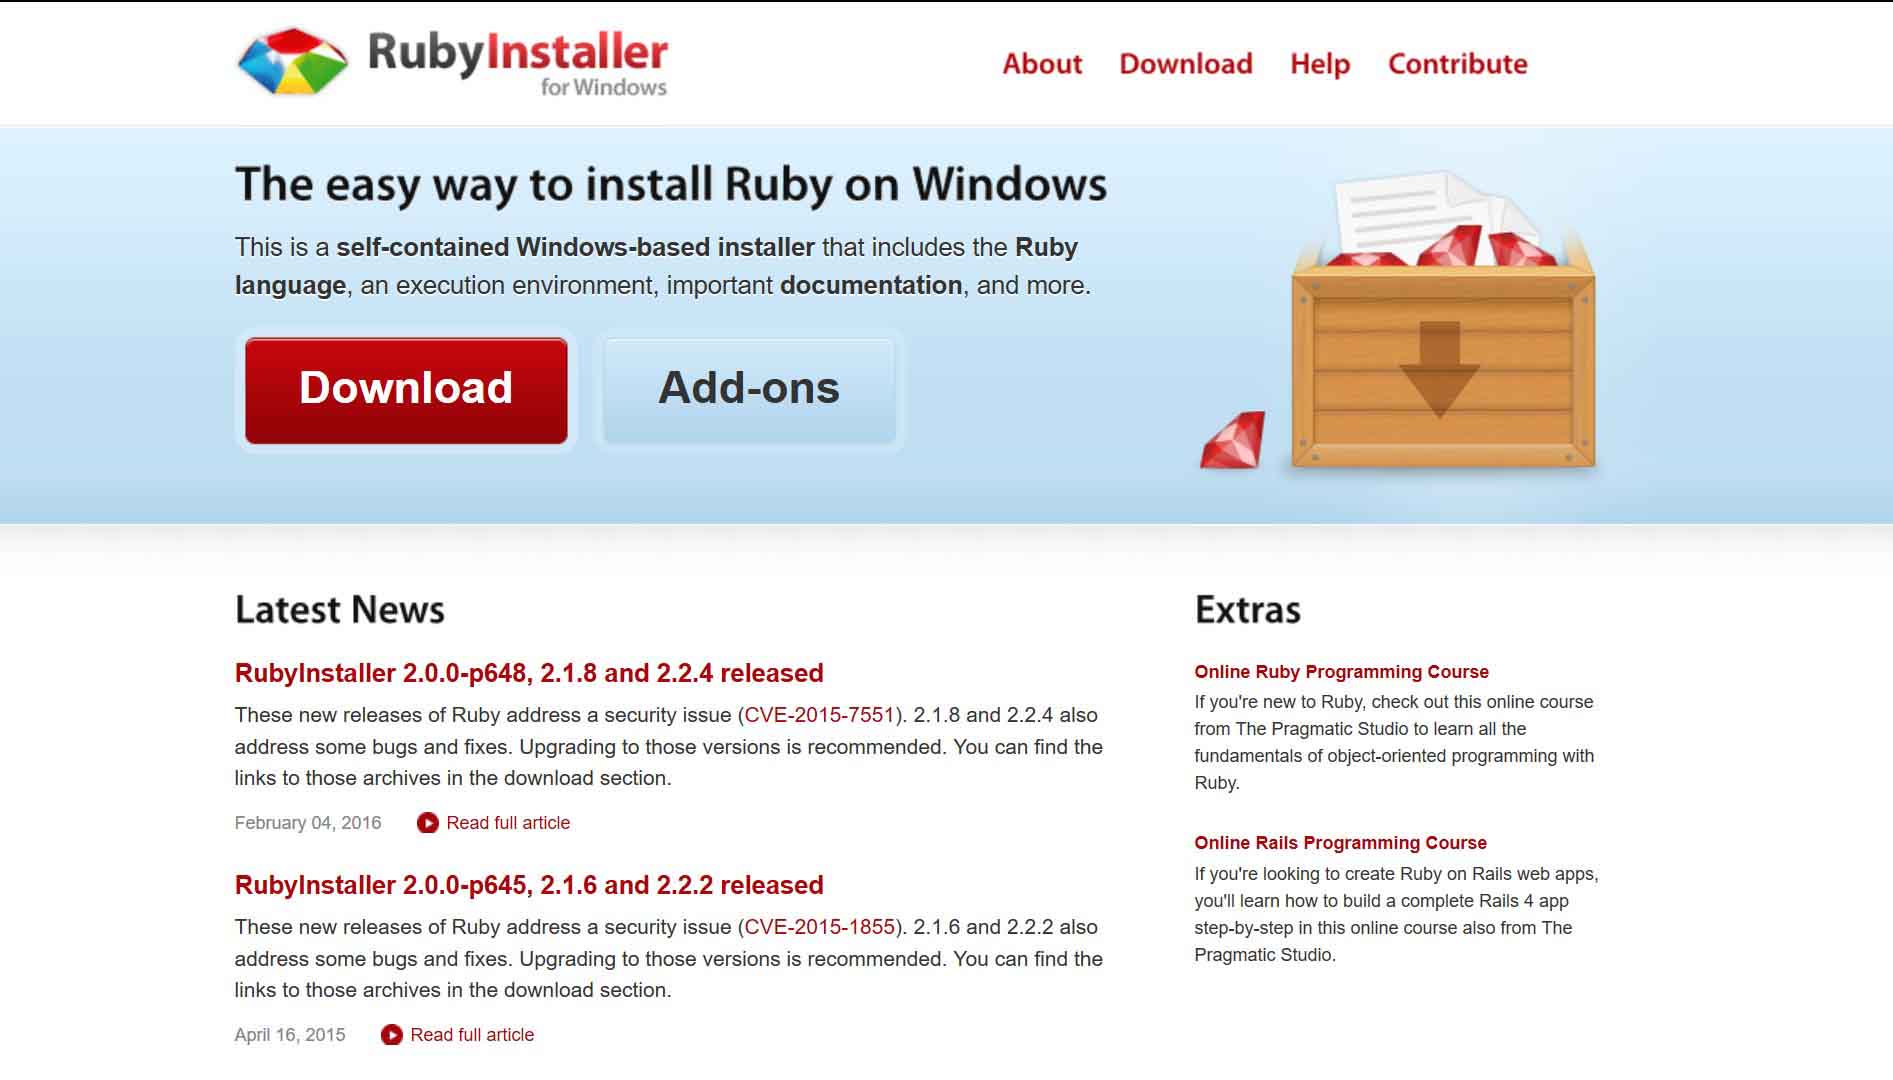 RubyInstaller
for Windows
About Download Help Contribute
The easy way to install Ruby on Windows
This is a self-contained Windows-based installer that includes the Ruby
language, an execution environment, important documentation, and more.
Download
Add-ons
Latest News
RubyInstaller 2.0.0-p648, 2.1.8 and 2.2.4 released
These new releases of Ruby address a security issue (CVE-2015-7551). 2.1.8 and 2.2.4 also
address some bugs and fixes. Upgrading to those versions is recommended. You can find the
links to those archives in the download section.
February 04, 2016 Read full article
RubyInstaller 2.0.0-p645, 2.1.6 and 2.2.2 released
These new releases of Ruby address a security issue (CVE-2015-1855). 2.1.6 and 2.2.2 also
address some bugs and fixes. Upgrading to those versions is recommended. You can find the
links to those archives in the download section.
April 16, 2015 Read full article
Extras
Online Ruby Programming Course
If you're new to Ruby, check out this online course
from The Pragmatic Studio to learn all the
fundamentals of object-oriented programming with
Ruby.
Online Rails Programming Course
If you're looking to create Ruby on Rails web apps,
you'll learn how to build a complete Rails 4 app
step-by-step in this online course also from The
Pragmatic Studio.